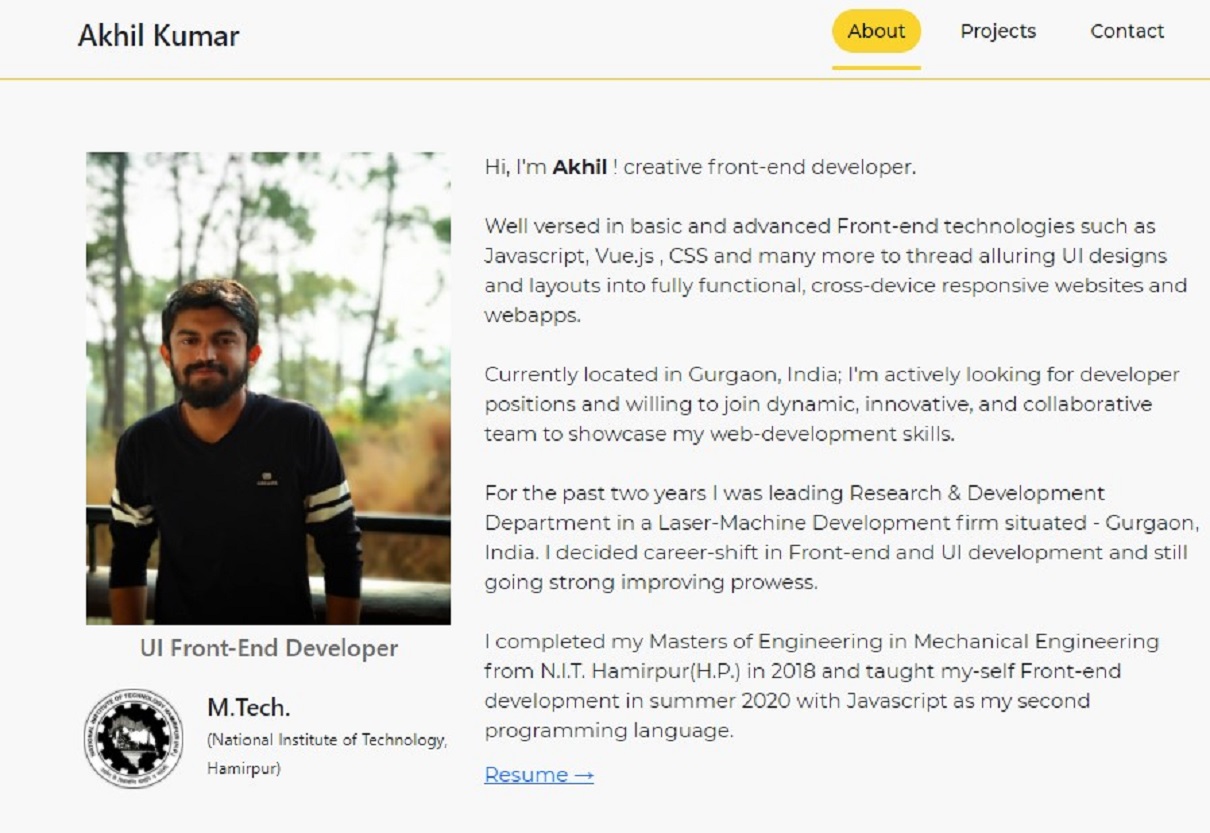 Akhil Kumar
About
Projects
Contact
Hi, I'm Akhil ! creative front-end developer.
Well versed in basic and advanced Front-end technologies such as
Javascript, Vue.js , CSS and many more to thread alluring UI designs
and layouts into fully functional, cross-device responsive websites and
webapps.
Currently located in Gurgaon, India; I'm actively looking for developer
positions and willing to join dynamic, innovative, and collaborative
team to showcase my web-development skills.
For the past two years I was leading Research & Development
Department in a Laser-Machine Development firm situated - Gurgaon,
India. I decided career-shift in Front-end and UI development and still
going strong improving prowess.
I completed my Masters of Engineering in Mechanical Engineering
from N.I.T. Hamirpur(H.P.) in 2018 and taught my-self Front-end
development in summer 2020 with Javascript as my second
programming language.
Resume →
UI Front-End Developer
M.Tech.
(National Institute of Technology,
Hamirpur)